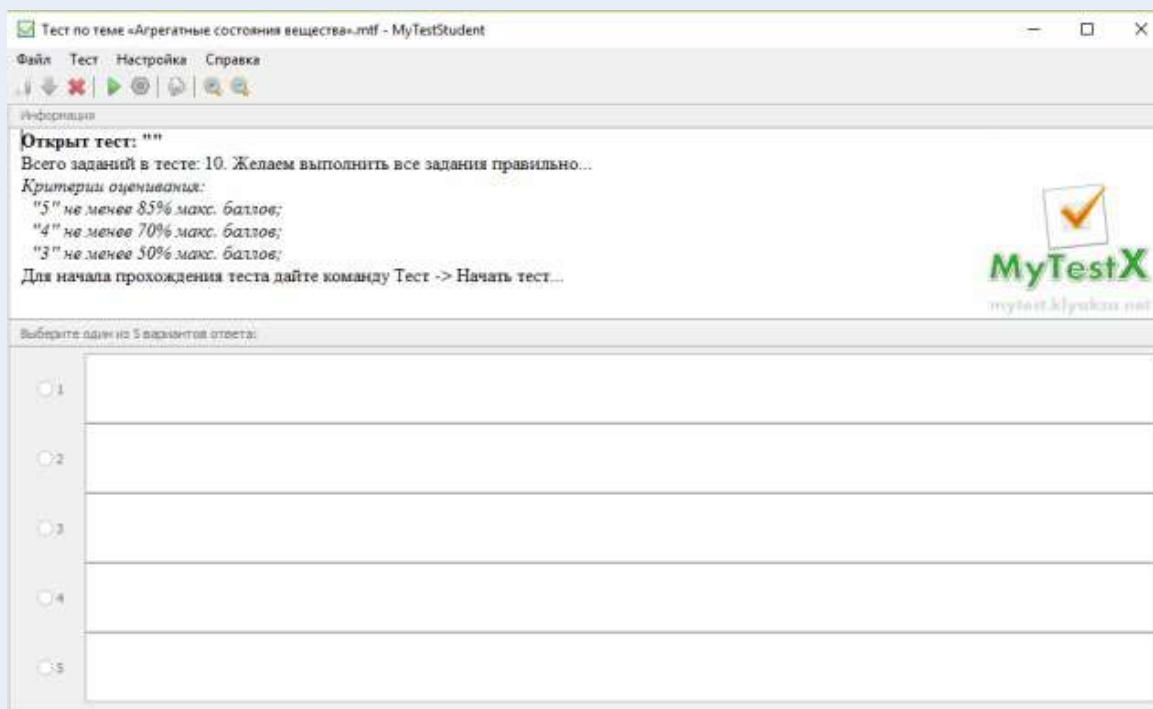 Тест по теме «Агрегатные состояния вещества».mtf - MyTestStudent
Файл Тест Настройка Справка
Информация
Открыт тест: ""
Всего заданий в тесте: 10. Желаем выполнить все задания правильно...
Критерии оценивания:
"5" не менее 85% макс. баллов;
"4" не менее 70% макс. баллов;
"3" не менее 50% макс. баллов;
Для начала прохождения теста дайте команду Тест -> Начать тест...
MyTestX
mytest.klyaksa.net
Выберите один из 5 вариантов ответа:
1
2
3
4
5